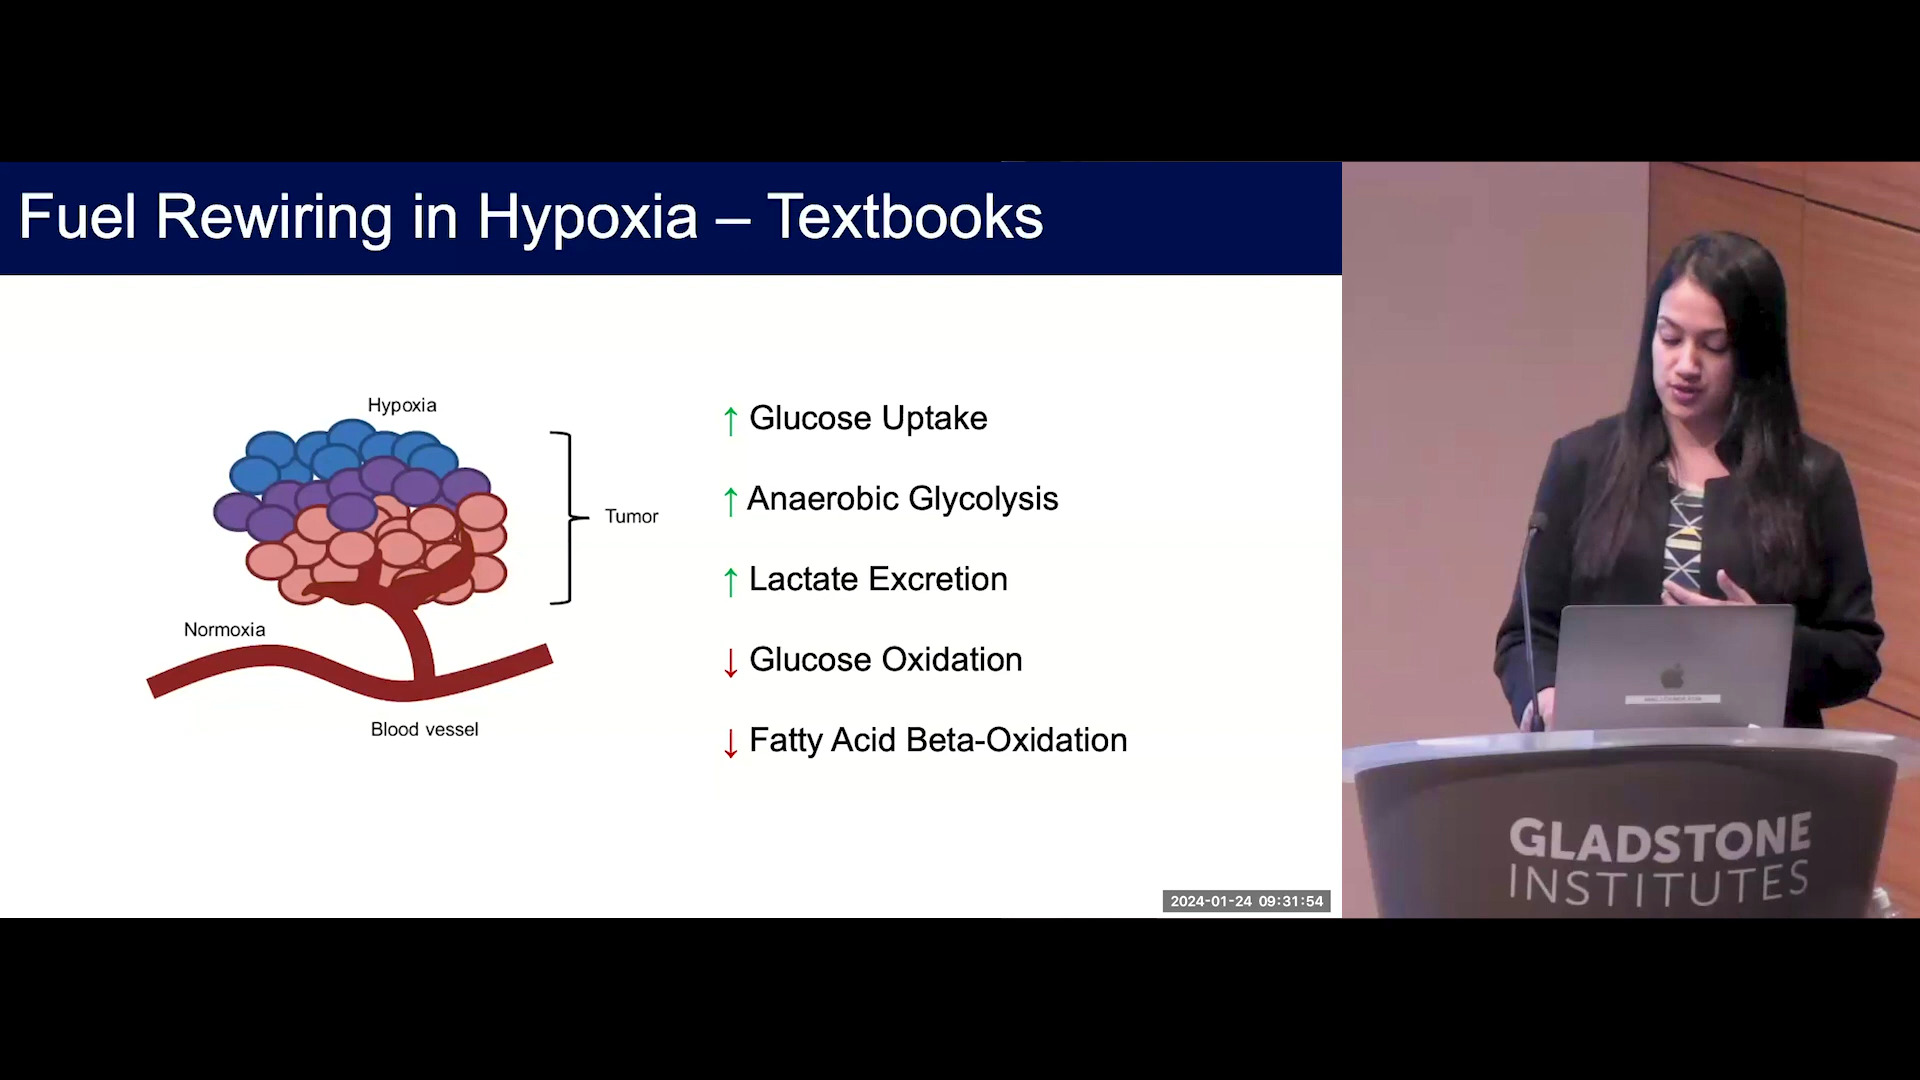 Fuel Rewiring in Hypoxia – Textbooks
Hypoxia
Tumor
Normoxia
Blood vessel
↑ Glucose Uptake
↑ Anaerobic Glycolysis
↑ Lactate Excretion
↓ Glucose Oxidation
↓ Fatty Acid Beta-Oxidation
2024-01-24 09:31:54
GLADSTONE
INSTITUTES